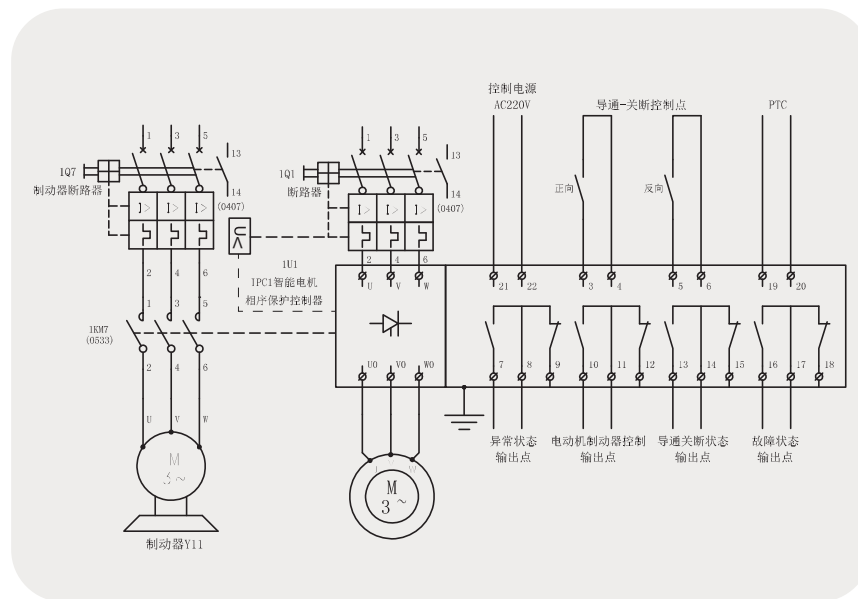 控制电源
AC220V
导通-关断控制点
PTC
1 3 5
13
1Q7
制动器断路器
14
(0407)
I> I> I>
1 3 5
13
1Q1
断路器
14
(0407)
I> I> I>
正向
反向
2 4 6
U<
1U1
IPC1智能电机
相序保护控制器
2 4 6
U V W
21 22 3 4 5 6 19 20
1 3 5
1KM7
(0533)
2 4 6
U0 V0 W0
7 8 9 10 11 12 13 14 15 16 17 18
U V W
异常状态
输出点
电动机制动器控制
输出点
导通关断状态
输出点
故障状态
输出点
M
3~
W
M
3~
制动器Y11